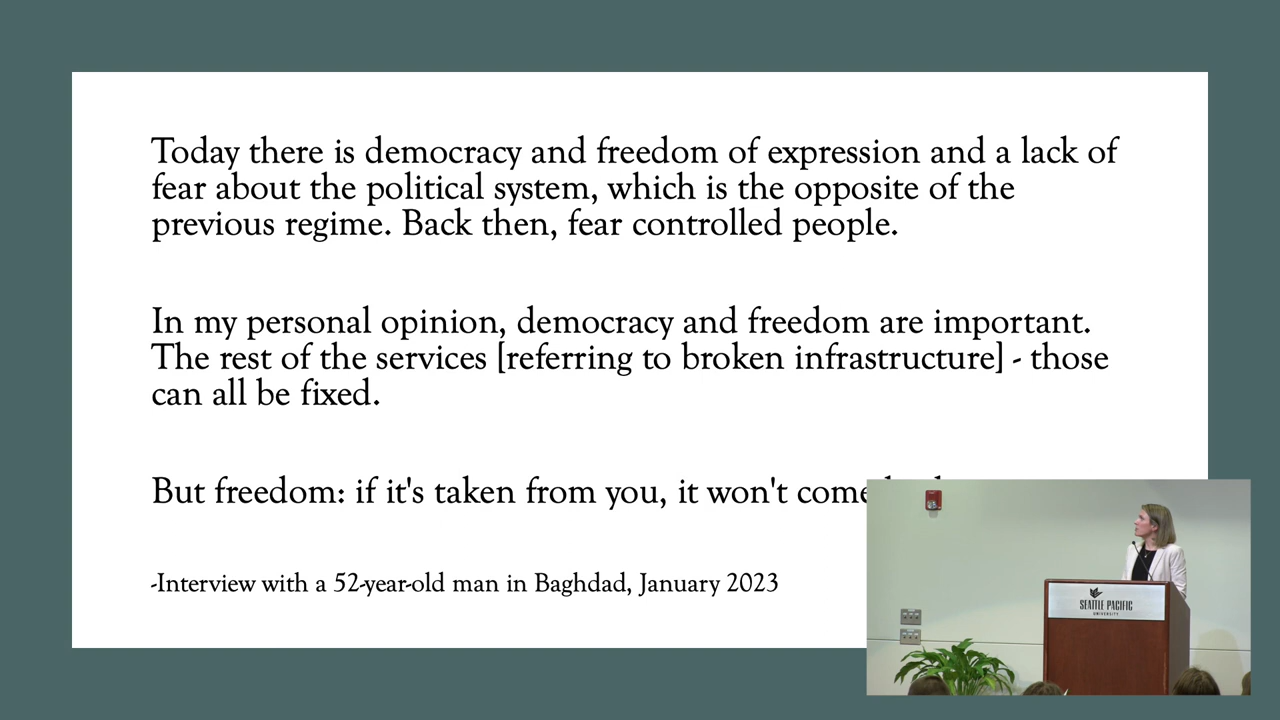 Today there is democracy and freedom of expression and a lack of
fear about the political system, which is the opposite of the
previous regime. Back then, fear controlled people.
In my personal opinion, democracy and freedom are important.
The rest of the services [referring to broken infrastructure] - those
can all be fixed.
But freedom: if it's taken from you, it won't come
-Interview with a 52-year-old man in Baghdad, January 2023
SEATTLE PACIFIC
UNIVERSITY